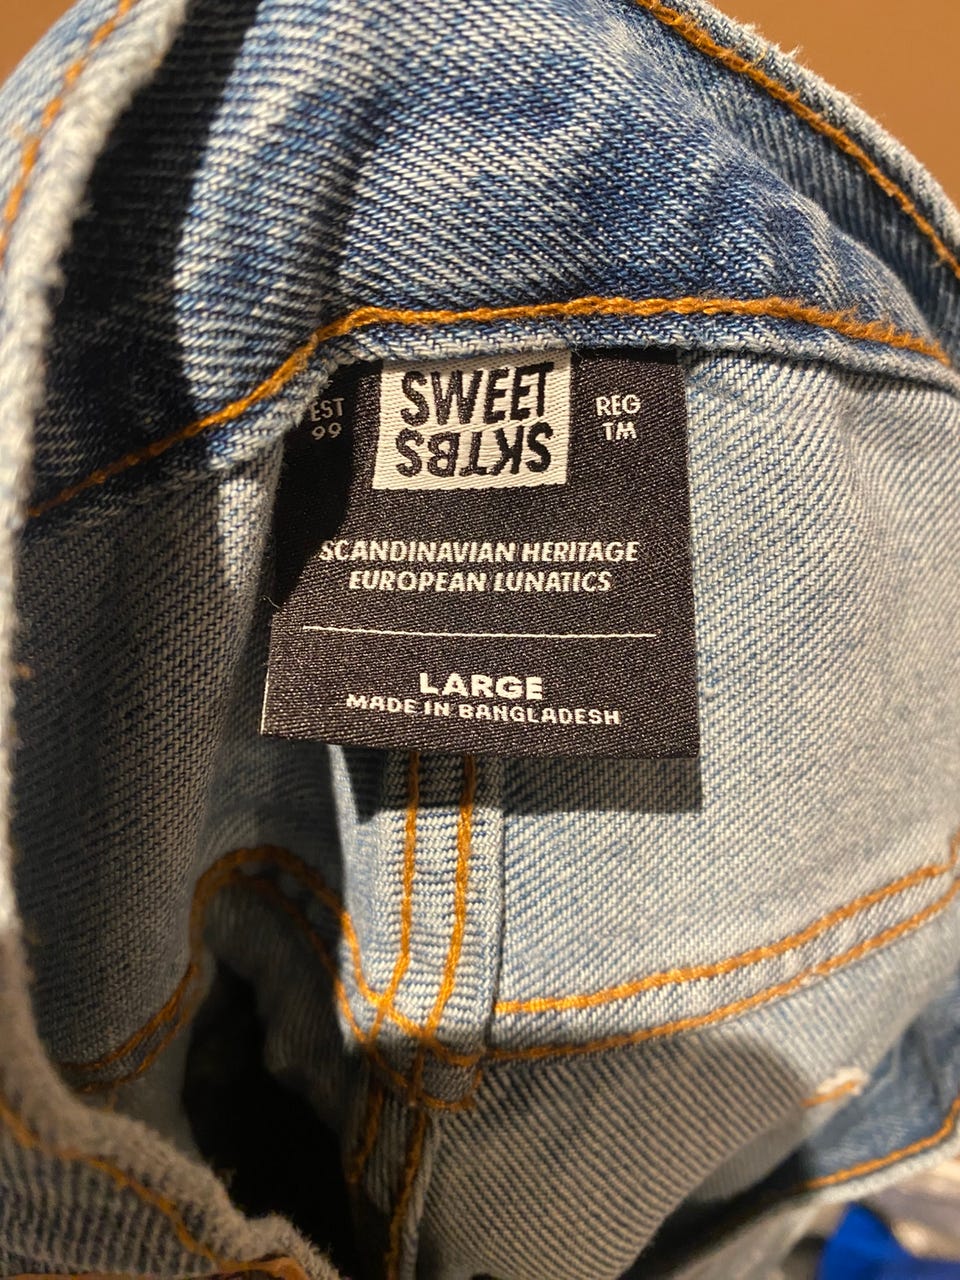 EST
99
SWEET
SKTBS
REG
TM
SCANDINAVIAN HERITAGE
EUROPEAN LUNATICS
LARGE
MADE IN BANGLADESH